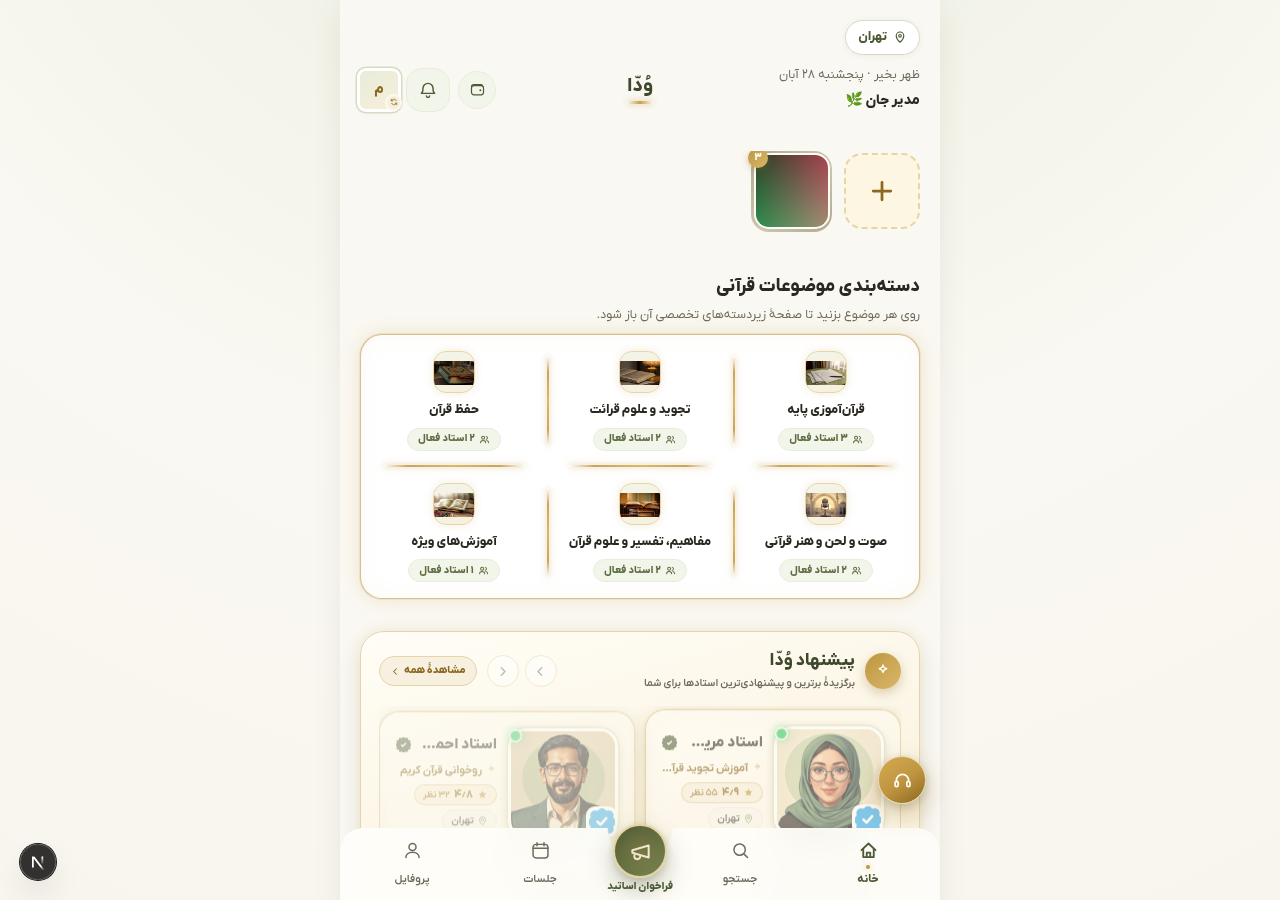 تهران
ظهر بخیر · پنجشنبه ۲۸ آبان
مدیر جان
وُدّا
م
۳
دسته‌بندی موضوعات قرآنی
روی هر موضوع بزنید تا صفحهٔ زیردسته‌های تخصصی آن باز شود.
قرآن‌آموزی پایه
۳ استاد فعال
تجوید و علوم قرائت
۲ استاد فعال
حفظ قرآن
۲ استاد فعال
صوت و لحن و هنر قرآنی
۲ استاد فعال
مفاهیم، تفسیر و علوم قرآن
۲ استاد فعال
آموزش‌های ویژه
۱ استاد فعال
پیشنهاد وُدّا
برگزیدهٔ برترین و پیشنهادی‌ترین استادها برای شما
مشاهدهٔ همه
استاد مریـ...
آموزش تجوید قرآ...
۴٫۹ ۵۵ نظر
تهران
استاد احمـ...
روخوانی قرآن کریم
۴٫۸ ۳۲ نظر
تهران
خانه
جستجو
فراخوان اساتید
جلسات
پروفایل
N